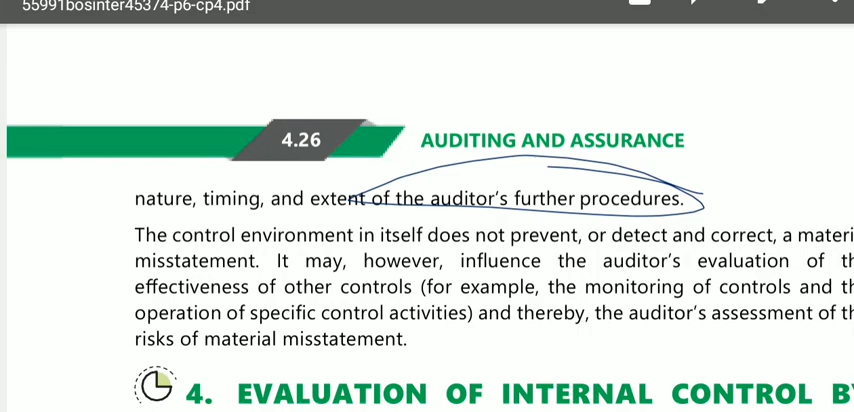 55991bosinter45374-p6-cp4.pdf
4.26
AUDITING AND ASSURANCE
nature, timing, and extent of the auditor's further procedures.
The control environment in itself does not prevent, or detect and correct, a materi
misstatement. It may, however, influence the auditor's evaluation of th
effectiveness of other controls (for example, the monitoring of controls and th
operation of specific control activities) and thereby, the auditor's assessment of th
risks of material misstatement.
4. EVALUATION OF INTERNAL CONTROL BY